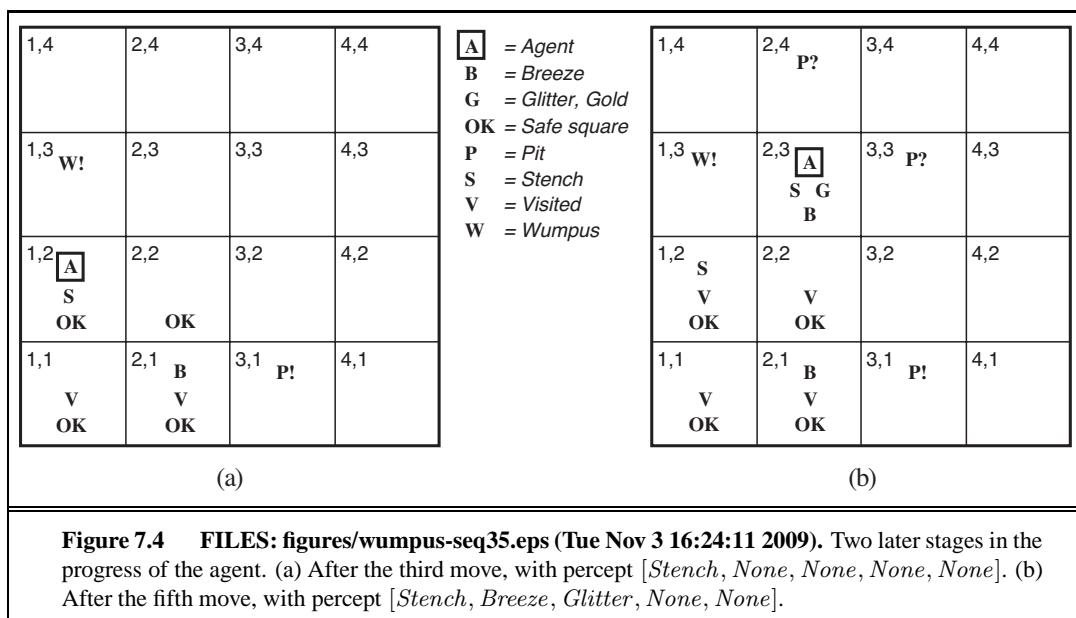 1,4 2,4 3,4 4,4
1,3 W! 2,3 3,3 4,3
1,2 A 2,2 3,2 4,2
S
OK OK
1,1 2,1 B 3,1 P! 4,1
V V
OK OK
(a)
A = Agent
B = Breeze
G = Glitter, Gold
OK = Safe square
P = Pit
S = Stench
V = Visited
W = Wumpus
1,4 2,4 P? 3,4 4,4
1,3 W! 2,3 A 3,3 P? 4,3
S G
B
1,2 S 2,2 3,2 4,2
V V
OK OK
1,1 2,1 B 3,1 P! 4,1
V V
OK OK
(b)
Figure 7.4 FILES: figures/wumpus-seq35.eps (Tue Nov 3 16:24:11 2009). Two later stages in the
progress of the agent. (a) After the third move, with percept [Stench, None, None, None, None]. (b)
After the fifth move, with percept [Stench, Breeze, Glitter, None, None].